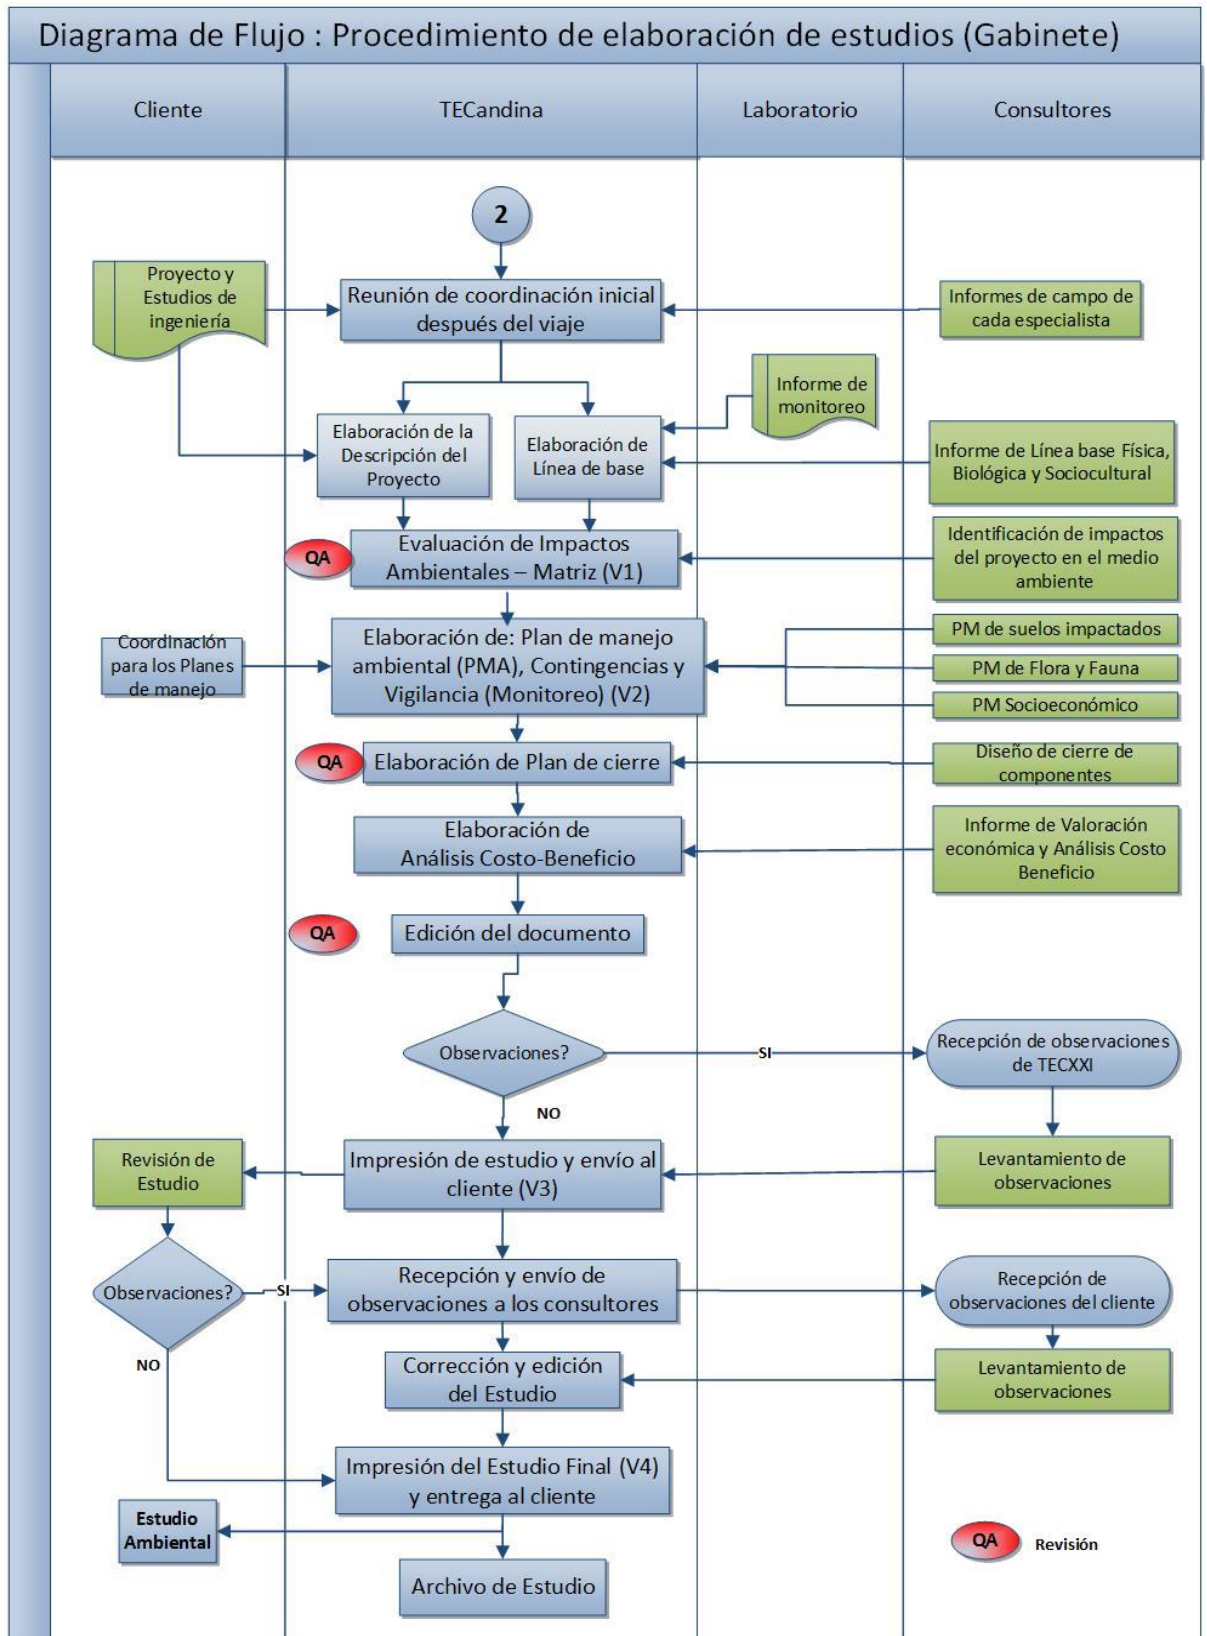 Diagrama de Flujo : Procedimiento de elaboración de estudios (Gabinete)
Cliente
TECandina
Laboratorio
Consultores
2
Proyecto y
Estudios de
ingeniería
Reunión de coordinación inicial
después del viaje
Informes de campo de
cada especialista
Informe de
monitoreo
Elaboración de la
Descripción del
Proyecto
Elaboración de
Línea de base
Informe de Línea base Física,
Biológica y Sociocultural
QA
Evaluación de Impactos
Ambientales – Matriz (V1)
Identificación de impactos
del proyecto en el medio
ambiente
Coordinación
para los Planes
de manejo
Elaboración de: Plan de manejo
ambiental (PMA), Contingencias y
Vigilancia (Monitoreo) (V2)
PM de suelos impactados
PM de Flora y Fauna
PM Socioeconómico
QA
Elaboración de Plan de cierre
Diseño de cierre de
componentes
Elaboración de
Análisis Costo-Beneficio
Informe de Valoración
económica y Análisis Costo
Beneficio
QA
Edición del documento
Observaciones?
SI
Recepción de observaciones
de TECXXI
NO
Revisión de
Estudio
Impresión de estudio y envío al
cliente (V3)
Levantamiento de
observaciones
Observaciones?
SI
Recepción y envío de
observaciones a los consultores
Recepción de
observaciones del cliente
NO
Corrección y edición
del Estudio
Levantamiento de
observaciones
Impresión del Estudio Final (V4)
y entrega al cliente
Estudio
Ambiental
QA
Revisión
Archivo de Estudio